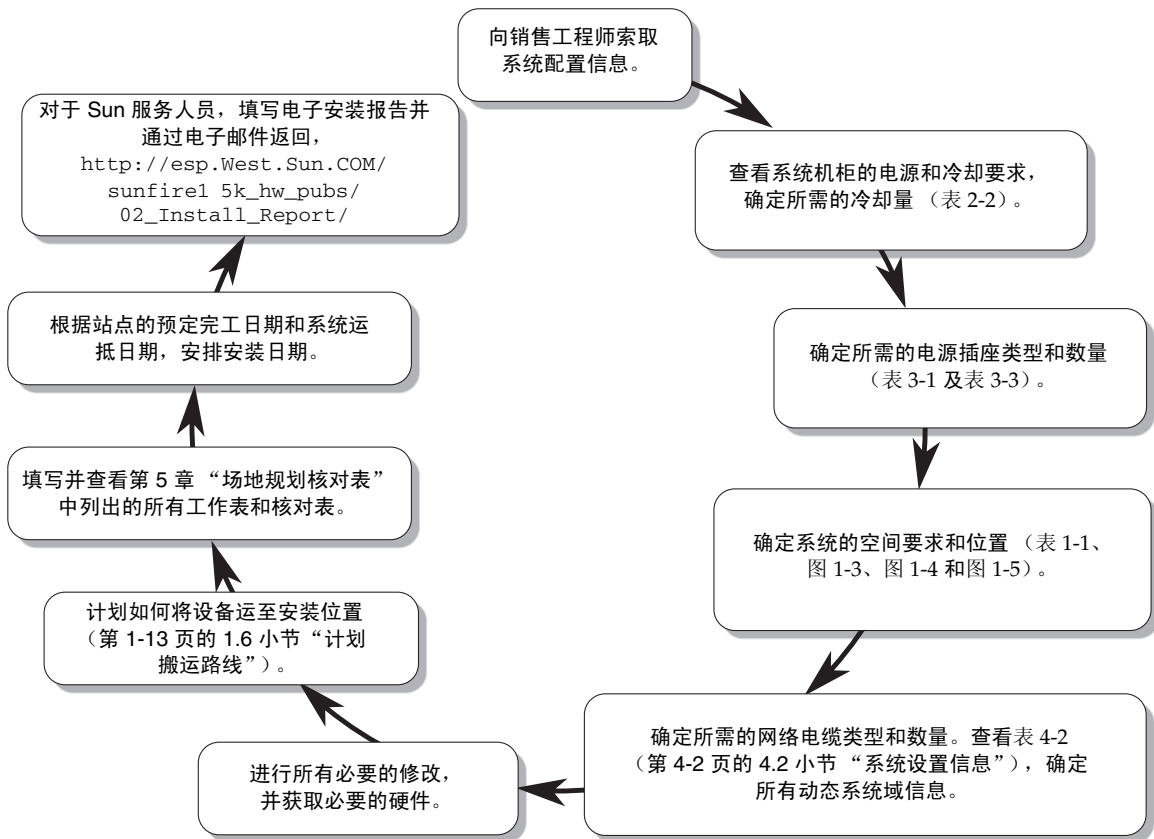 向销售工程师索取
系统配置信息。
查看系统机柜的电源和冷却要求，
确定所需的冷却量 （表 2-2）。
确定所需的电源插座类型和数量
（表 3-1 及表 3-3）。
确定系统的空间要求和位置 （表 1-1、
图 1-3、图 1-4 和图 1-5）。
确定所需的网络电缆类型和数量。查看表 4-2
（第 4-2 页的 4.2 小节 “系统设置信息”），确定
所有动态系统域信息。
进行所有必要的修改，
并获取必要的硬件。
计划如何将设备运至安装位置
（第 1-13 页的 1.6 小节“计划
搬运路线”）。
填写并查看第 5 章 “场地规划核对表”
中列出的所有工作表和核对表。
根据站点的预定完工日期和系统运
抵日期，安排安装日期。
对于 Sun 服务人员，填写电子安装报告并
通过电子邮件返回，
http://esp.West.Sun.COM/
sunfire1 5k_hw_pubs/
02_Install_Report/